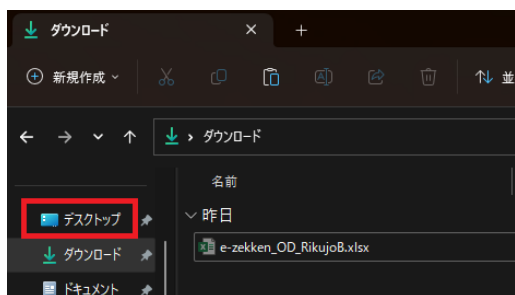 ダウンロード
新規作成
並
ダウンロード
名前
昨日
デスクトップ
e-zekken_OD_RikujoB.xlsx
ダウンロード
ドキュメント